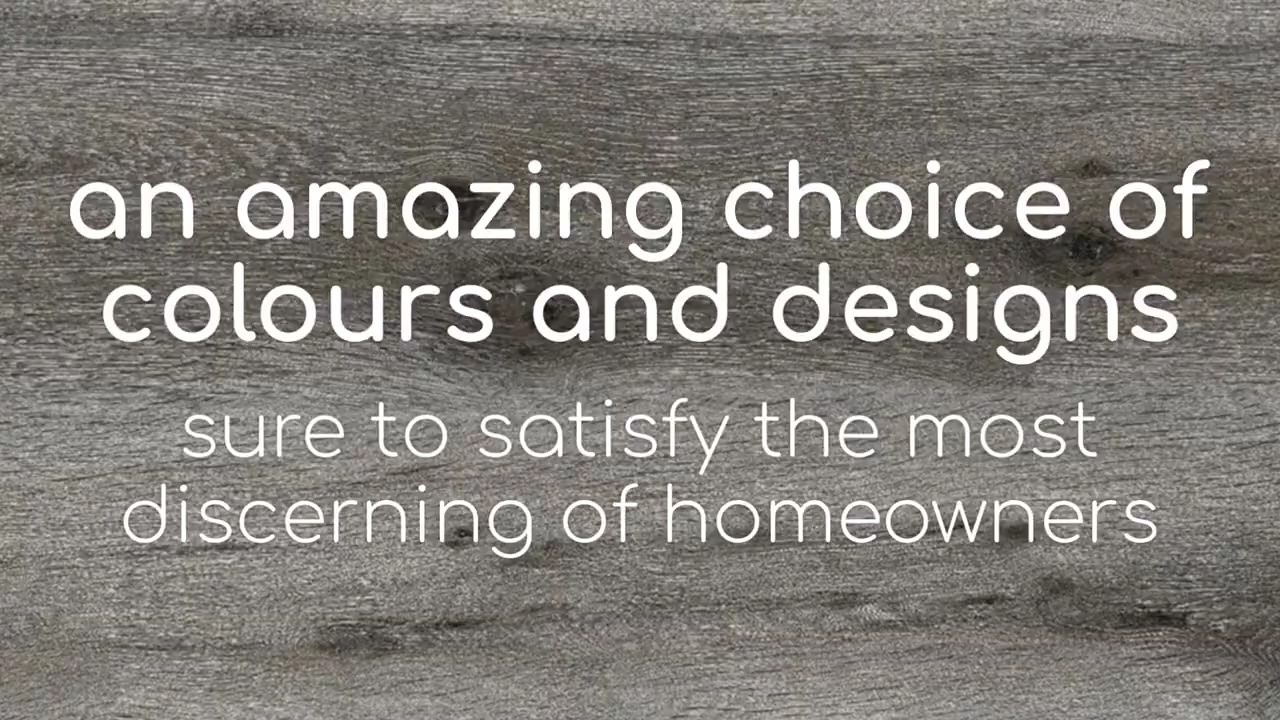 an amazing choice of
colours and designs
sure to satisfy the most
discerning of homeowners